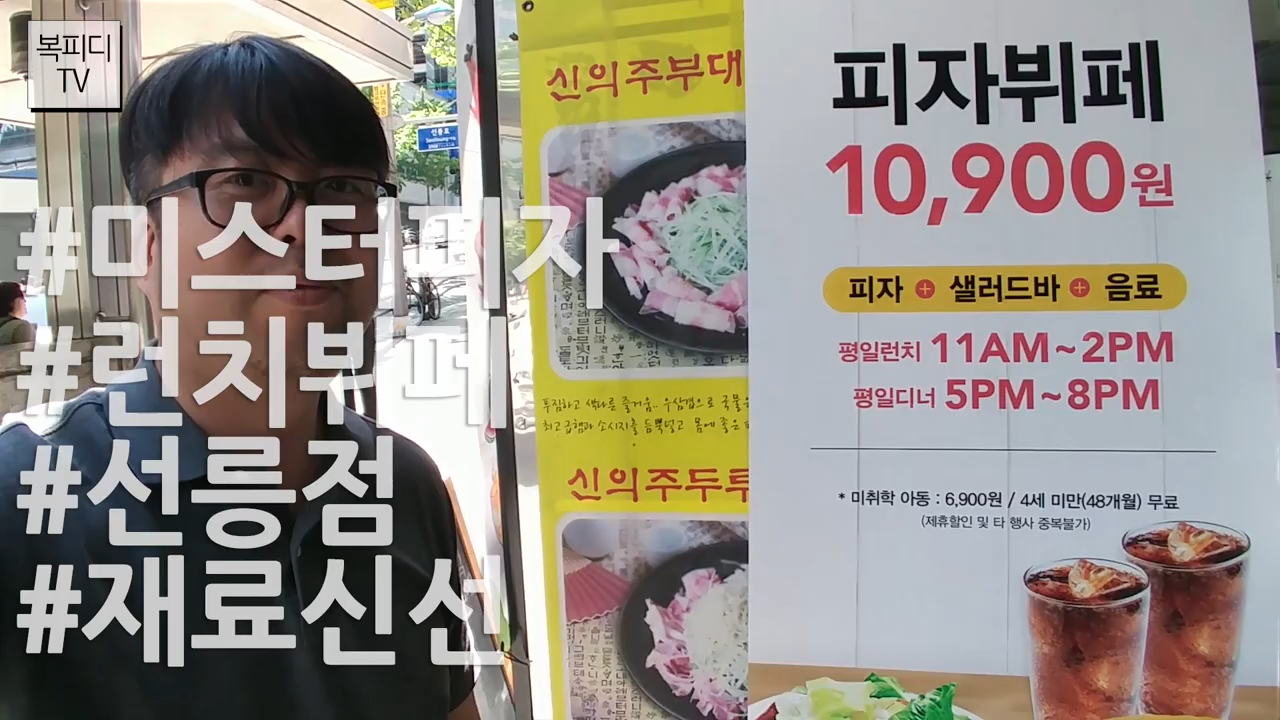 복피디
TV
#미스터피자
#런치뷔페
#선릉점
#재료신선
선릉로
신의주부대
신의주두루
피자뷔페
10,900원
피자 + 샐러드바 + 음료
평일런치 11AM~2PM
평일디너 5PM~8PM
* 미취학 아동 : 6,900원 / 4세 미만(48개월) 무료
(제휴할인 및 타 행사 중복불가)